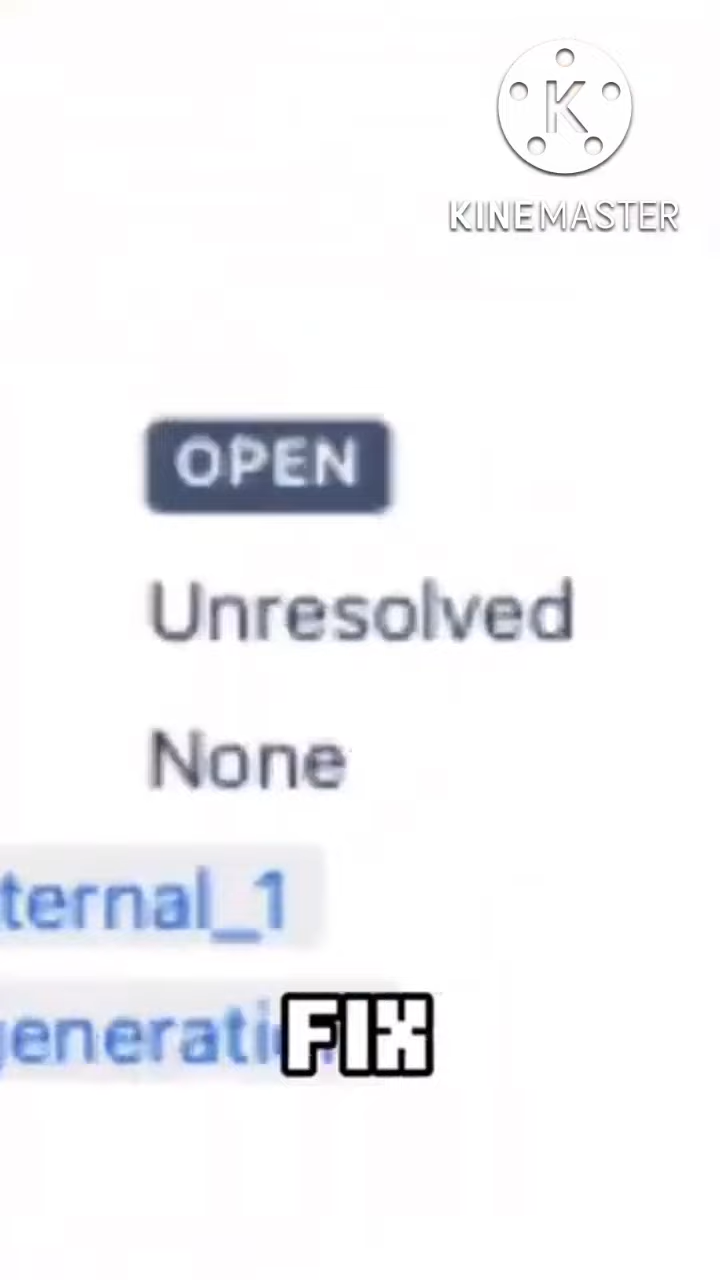 K
KINEMASTER
OPEN
Unresolved
None
ternal_1
generati
FIX